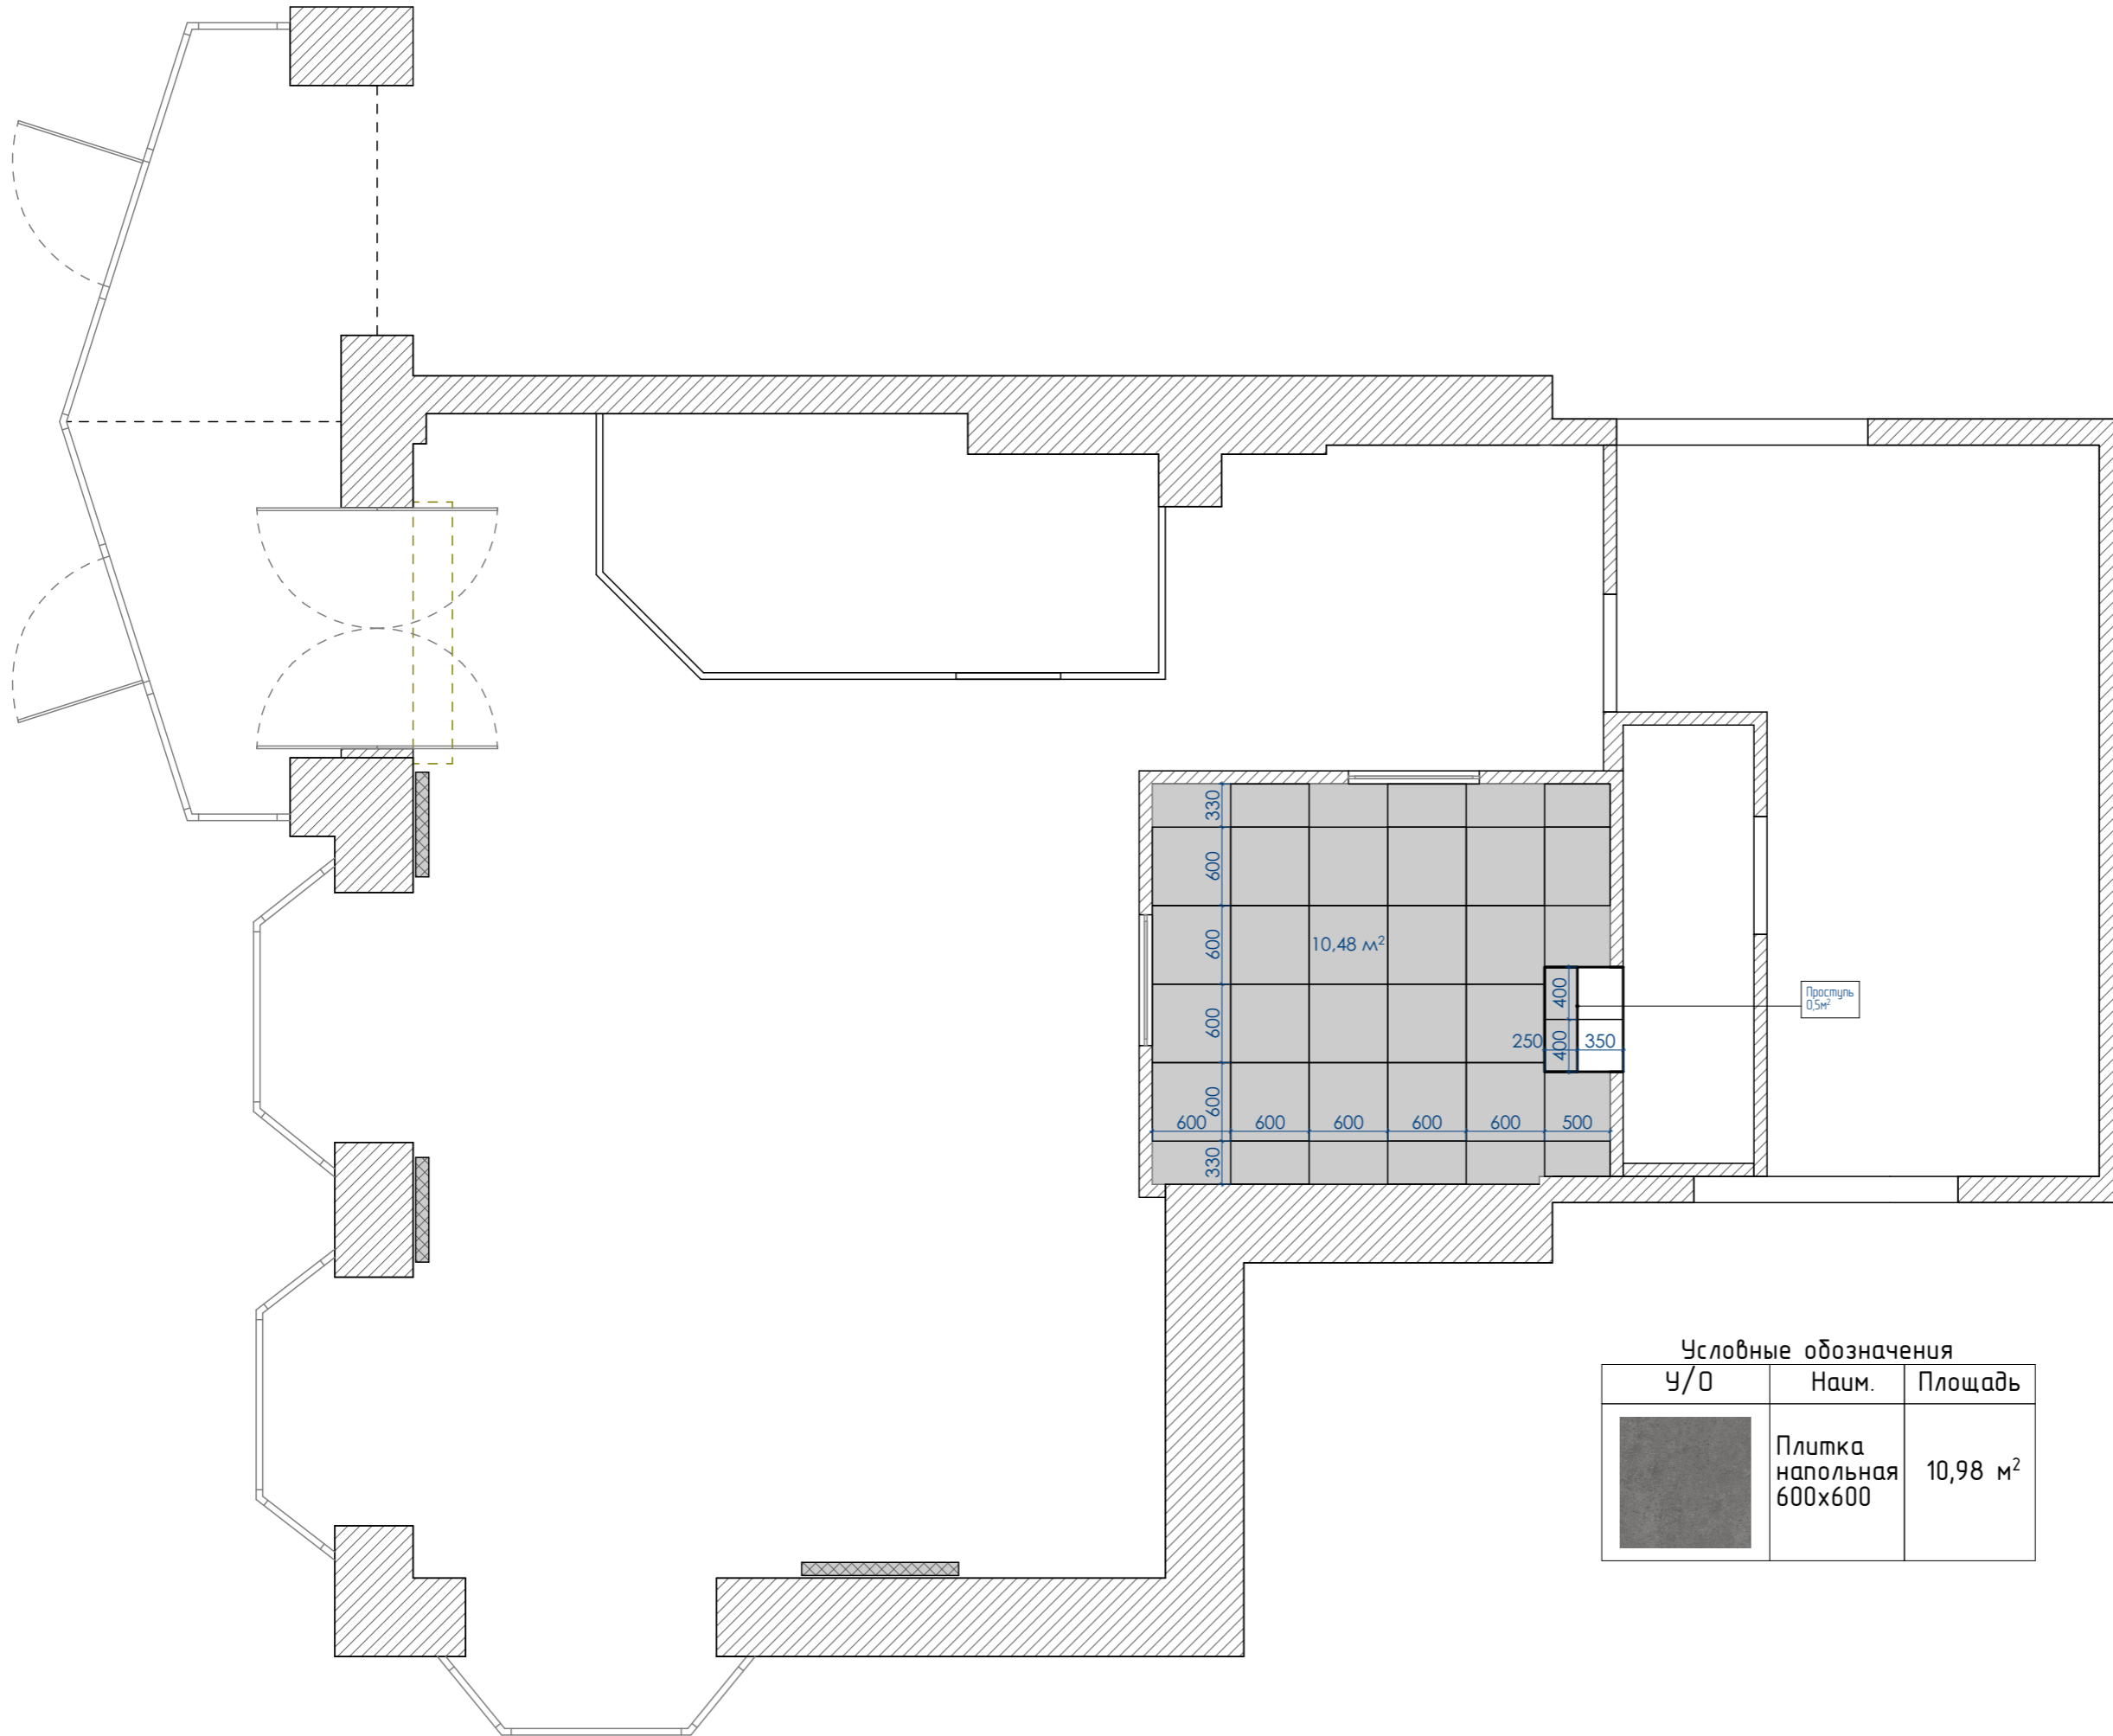 330
600
600
10,48 м²
600
600
330
600
600
600
600
600
500
400
400
250
350
Проступь
0,5м²
Условные обозначения
У/О Наим. Площадь
Плитка
напольная
600х600
10,98 м²